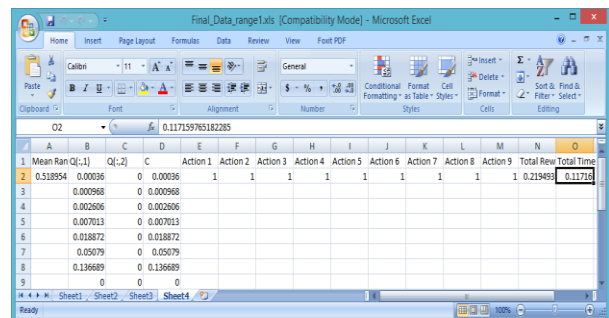 Final_Data_range1.xls [Compatibility Mode] - Microsoft Excel
Home Insert Page Layout Formulas Data Review View Foxit PDF
Calibri 11 A A General Insert Σ
Paste B I U A $ % , Conditional Format Cell Delete Sort & Find &
Formatting as Table Styles Format Filter Select
Clipboard Font Alignment Number Styles Cells Editing
O2 fx 0.117159765182285
A B C D E F G H I J K L M N O
1 Mean Ran Q(:,1) Q(:,2) C Action 1 Action 2 Action 3 Action 4 Action 5 Action 6 Action 7 Action 8 Action 9 Total Rew Total Time
2 0.518954 0.00036 0 0.00036 1 1 1 1 1 1 1 1 1 0.219493 0.11716
3 0.000968 0 0.000968
4 0.002606 0 0.002606
5 0.007013 0 0.007013
6 0.018872 0 0.018872
7 0.05079 0 0.05079
8 0.136689 0 0.136689
9 0 0 0
Sheet1 Sheet2 Sheet3 Sheet4
Ready 100%